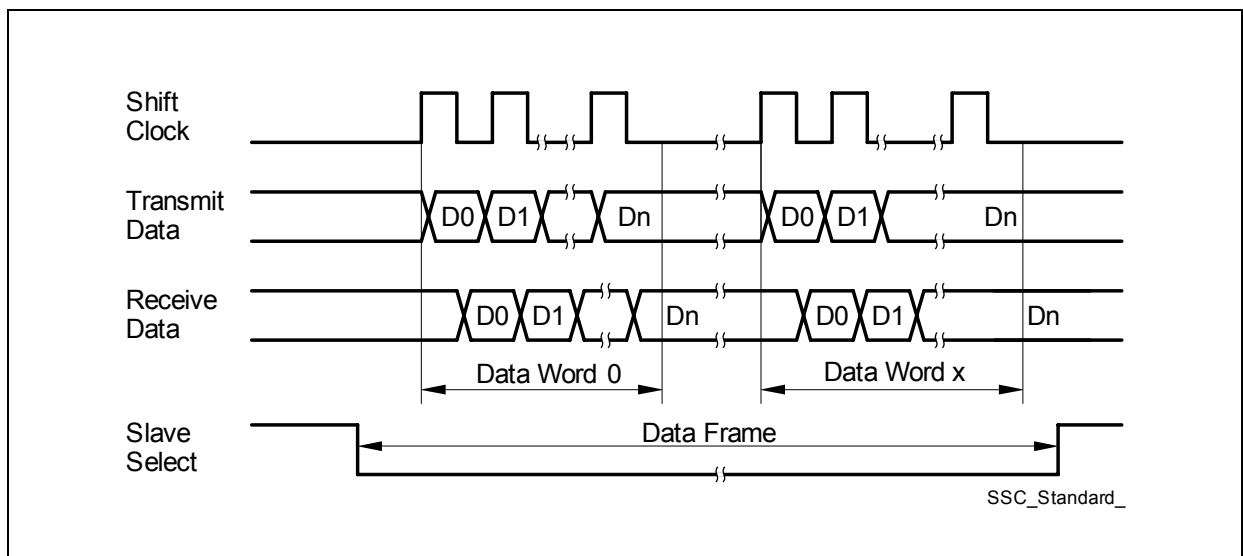 Shift
Clock
Transmit
Data
D0 D1 Dn D0 D1 Dn
Receive
Data
D0 D1 Dn D0 D1 Dn
Data Word 0 Data Word x
Slave
Select
Data Frame
SSC_Standard_